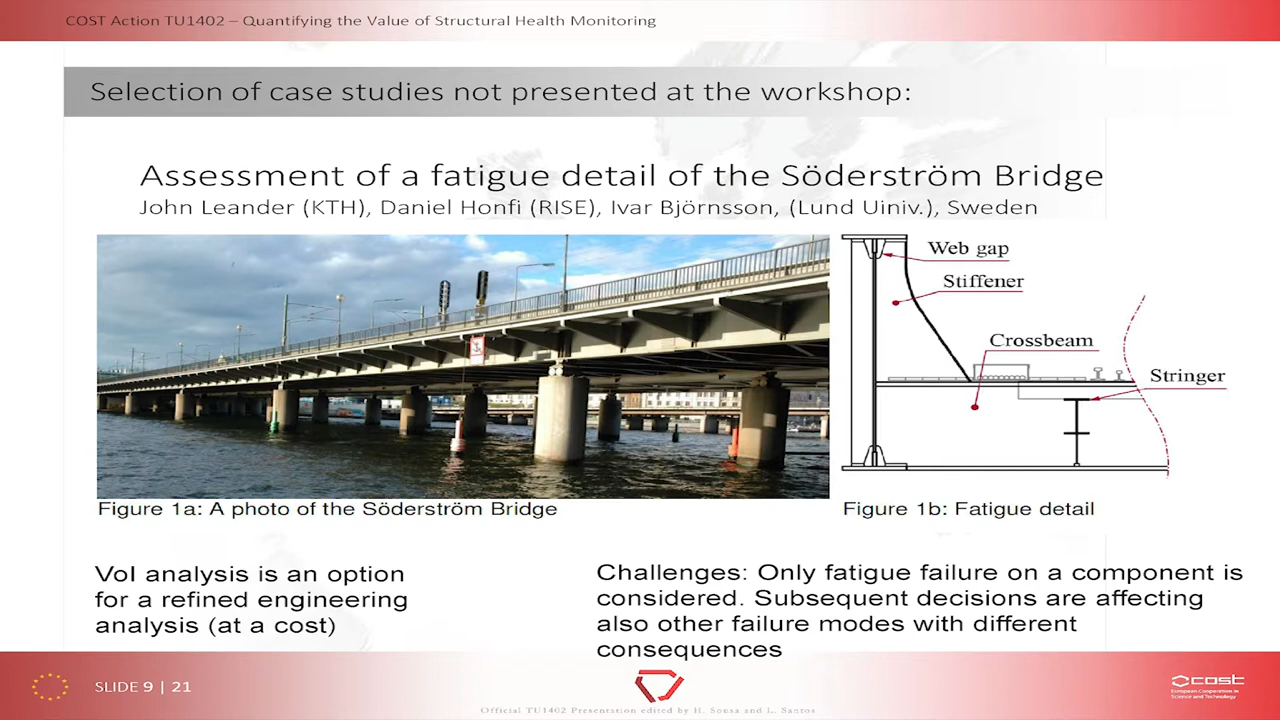 COST Action TU1402 – Quantifying the Value of Structural Health Monitoring
Selection of case studies not presented at the workshop:
Assessment of a fatigue detail of the Söderström Bridge
John Leander (KTH), Daniel Honfi (RISE), Ivar Björnsson, (Lund Uiniv.), Sweden
Web gap
Stiffener
Crossbeam
Stringer
Figure 1a: A photo of the Söderström Bridge
Figure 1b: Fatigue detail
VoI analysis is an option
for a refined engineering
analysis (at a cost)
Challenges: Only fatigue failure on a component is
considered. Subsequent decisions are affecting
also other failure modes with different
consequences
SLIDE 9 | 21
cost
European Cooperation in
Science and Technology
Official TU1402 Presentation edited by H. Sousa and L. Santos